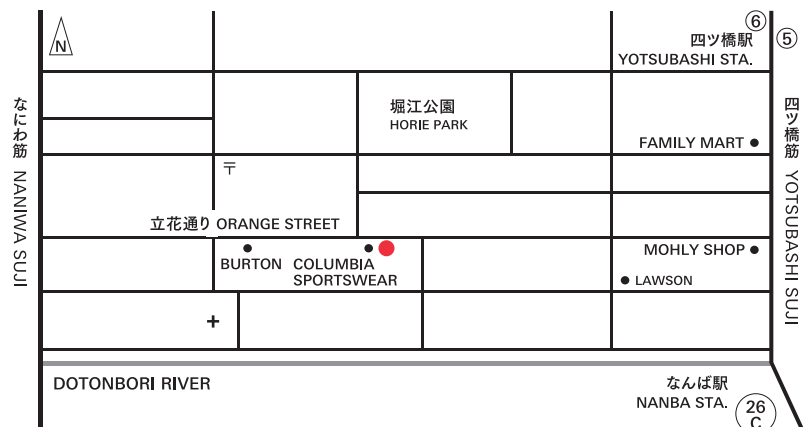 N
⑥
四ツ橋駅
YOTSUBASHI STA.
⑤
堀江公園
HORIE PARK
なにわ筋 NANIWA SUJI
四ツ橋筋 YOTSUBASHI SUJI
FAMILY MART
〒
立花通り ORANGE STREET
BURTON
COLUMBIA
SPORTSWEAR
MOHLY SHOP
LAWSON
DOTONBORI RIVER
なんば駅
NANBA STA.
26
C